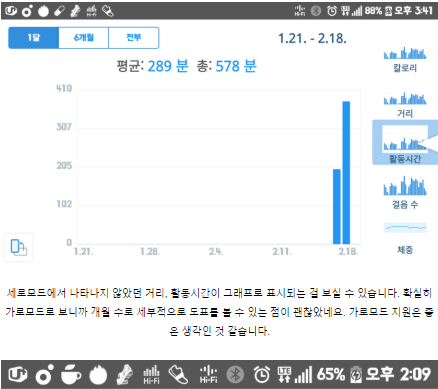 Hi-Fi 88% 오후 3:41
1달 6개월 전부 1.21. - 2.18.
평균: 289 분 총: 578 분
칼로리
410
307
거리
205
활동시간
102
걸음 수
0
1.21. 1.28. 2.4. 2.11. 2.18.
체중
세로모드에서 나타나지 않았던 거리, 활동시간이 그래프로 표시되는 걸 보실 수 있습니다. 확실히
가로모드로 보니까 개월 수로 세부적으로 도표를 볼 수 있는 점이 괜찮았네요. 가로모드 지원은 좋
은 생각인 것 같습니다.
Hi-Fi 65% 오후 2:09